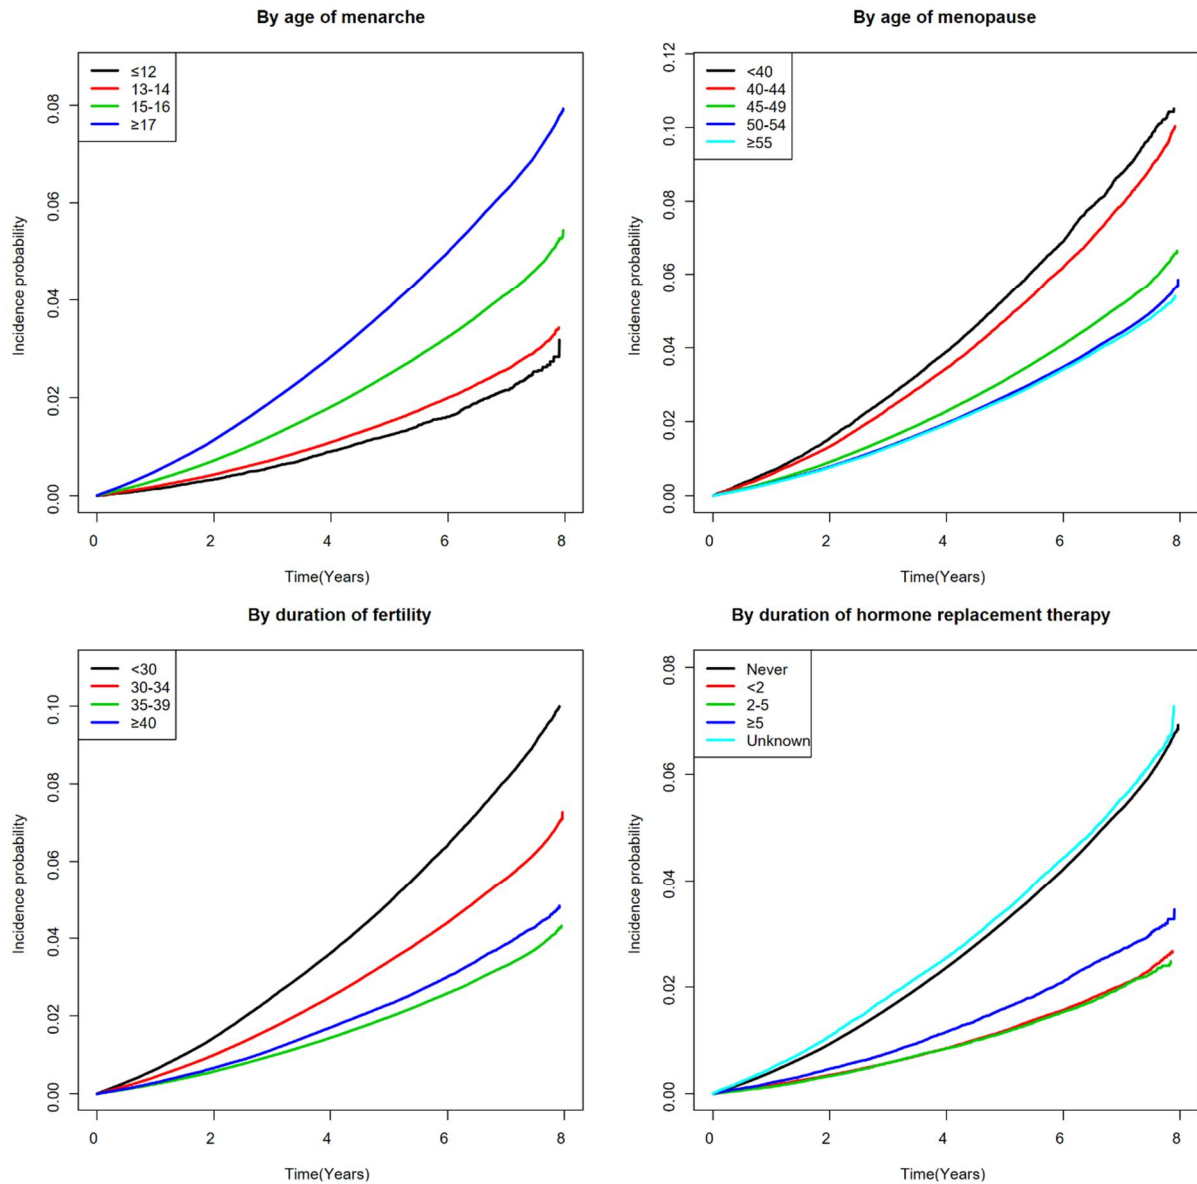 By age of menarche
≤12
13-14
15-16
≥17
0.08
0.06
0.04
0.02
0.00
Incidence probability
0 2 4 6 8
Time(Years)
By age of menopause
<40
40-44
45-49
50-54
≥55
0.12
0.10
0.08
0.06
0.04
0.02
0.00
Incidence probability
0 2 4 6 8
Time(Years)
By duration of fertility
<30
30-34
35-39
≥40
0.10
0.08
0.06
0.04
0.02
0.00
Incidence probability
0 2 4 6 8
Time(Years)
By duration of hormone replacement therapy
Never
<2
2-5
≥5
Unknown
0.08
0.06
0.04
0.02
0.00
Incidence probability
0 2 4 6 8
Time(Years)